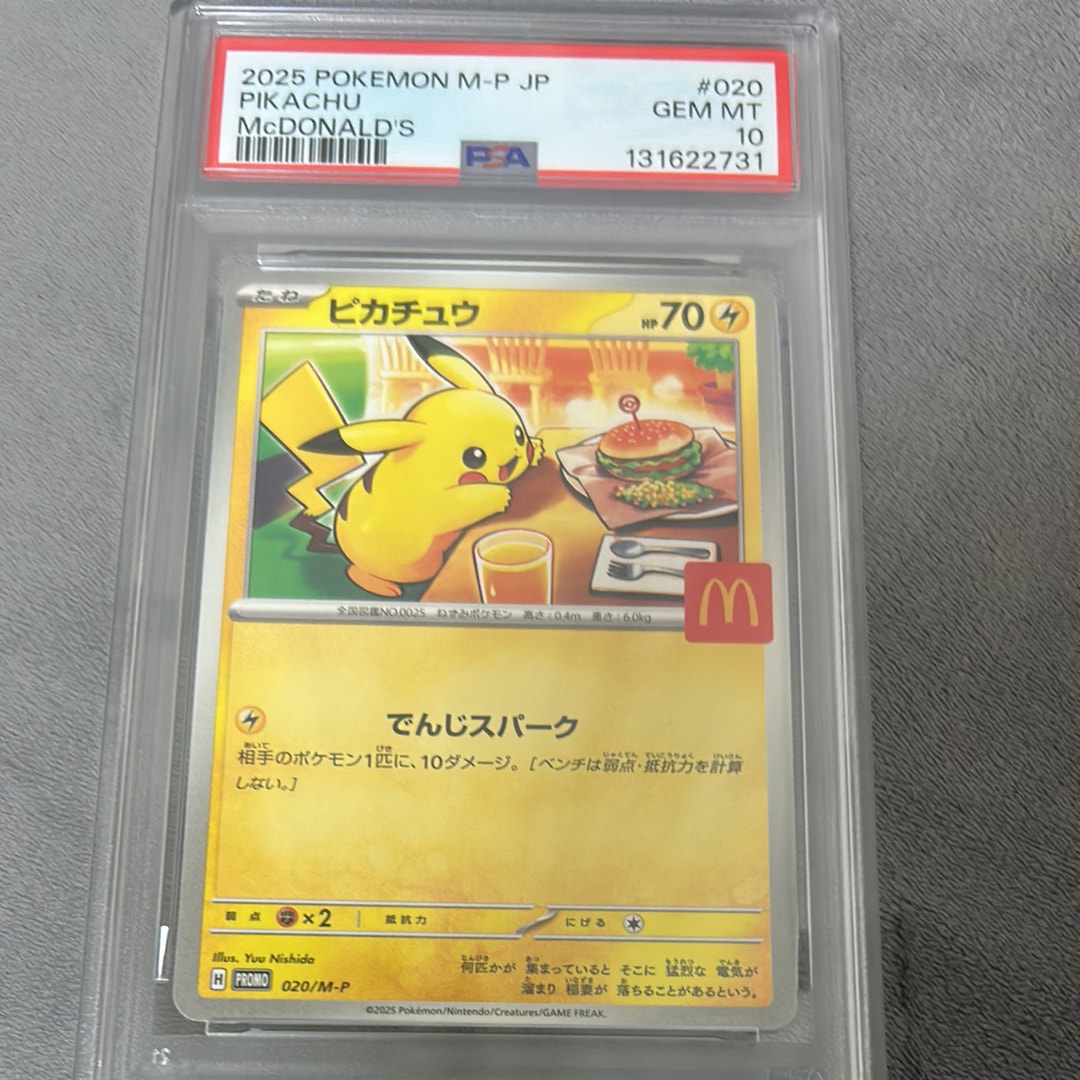 2025 POKEMON M-P JP #020
PIKACHU GEM MT
McDONALD'S 10
PSA 131622731
たね ピカチュウ HP 70
全国図鑑NO.0025 ねずみポケモン 高さ:0.4m 重さ:6.0kg
でんじスパーク
相手のポケモン1匹に、10ダメージ。[ベンチは弱点・抵抗力を計算
しない。]
弱点 ×2 抵抗力 にげる
Illus. Yuu Nishida
何匹かが 集まっていると そこに 猛烈な 電気が
溜まり 稲妻が 落ちることがあるという。
H PROMO 020/M-P
©2025 Pokémon/Nintendo/Creatures/GAME FREAK.